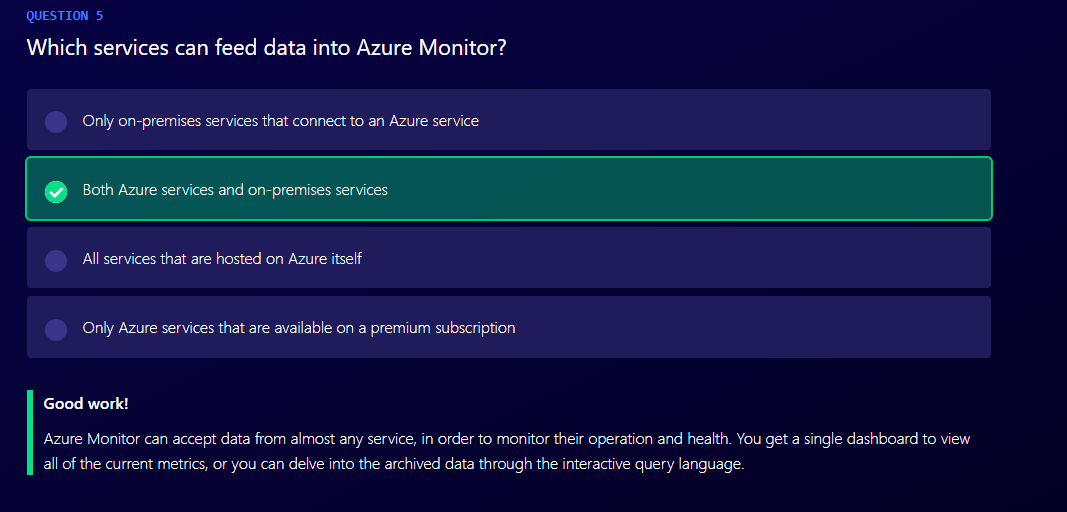 QUESTION 5
Which services can feed data into Azure Monitor?
Only on-premises services that connect to an Azure service
Both Azure services and on-premises services
All services that are hosted on Azure itself
Only Azure services that are available on a premium subscription
Good work!
Azure Monitor can accept data from almost any service, in order to monitor their operation and health. You get a single dashboard to view
all of the current metrics, or you can delve into the archived data through the interactive query language.